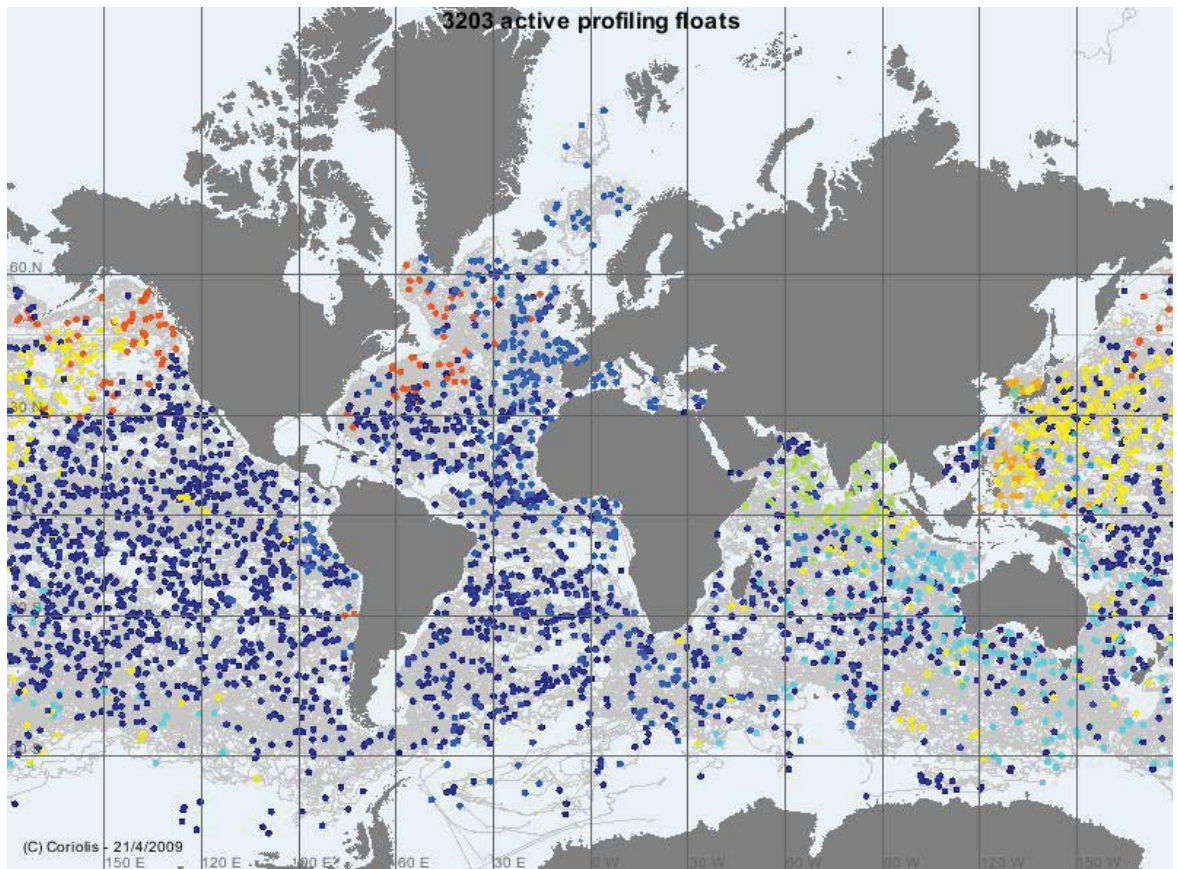 3203 active profiling floats
60.N
30 N
(C) Coriolis - 21/4/2009
150 E 120 E 90 E 60 E 30 E 0 W 30 W 60 W 90 W 120 W 150 W